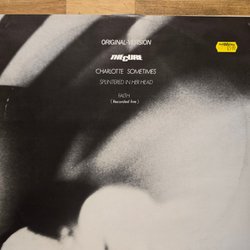 ORIGINAL-VERSION
THE CURE
CHARLOTTE SOMETIMES
SPLINTERED IN HER HEAD
FAITH
(Recorded live)